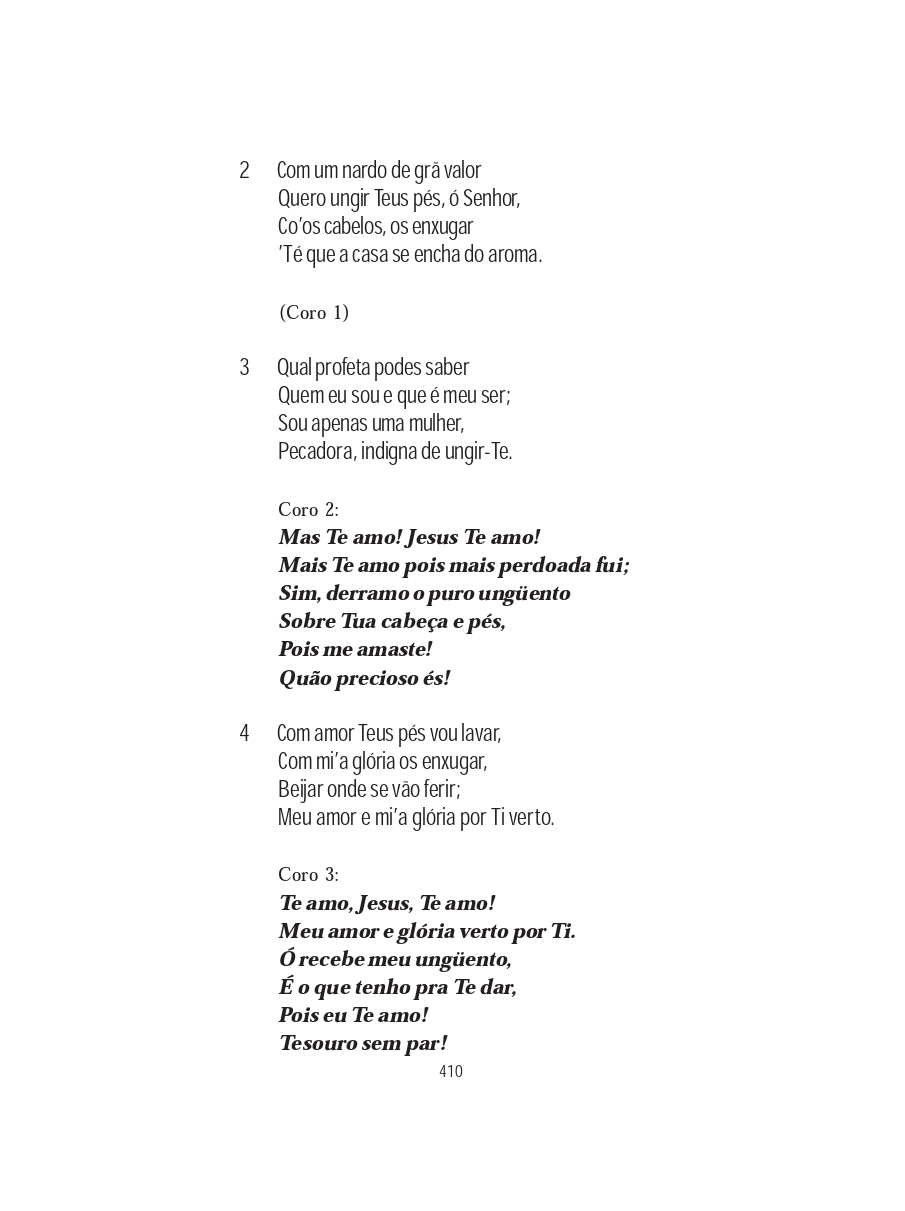 2 Com um nardo de grã valor
Quero ungir Teus pés, ó Senhor,
Co’os cabelos, os enxugar
’Té que a casa se encha do aroma.
(Coro 1)
3 Qual profeta podes saber
Quem eu sou e que é meu ser;
Sou apenas uma mulher,
Pecadora, indigna de ungir-Te.
Coro 2:
Mas Te amo! Jesus Te amo!
Mais Te amo pois mais perdoada fui;
Sim, derramo o puro ungüento
Sobre Tua cabeça e pés,
Pois me amaste!
Quão precioso és!
4 Com amor Teus pés vou lavar,
Com mi’a glória os enxugar,
Beijar onde se vão ferir;
Meu amor e mi’a glória por Ti verto.
Coro 3:
Te amo, Jesus, Te amo!
Meu amor e glória verto por Ti.
Ó recebe meu ungüento,
É o que tenho pra Te dar,
Pois eu Te amo!
Tesouro sem par!
410